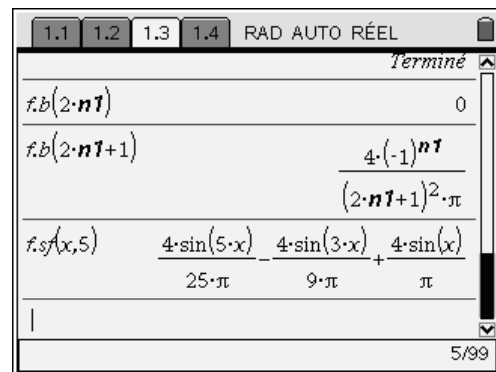 1.1 1.2 1.3 1.4 RAD AUTO RÉEL
Terminé
f.b(2·n1) 0
f.b(2·n1+1) 4·(-1)^n1 / ((2·n1+1)^2·π)
f.sf(x,5) 4·sin(5·x)/(25·π) - 4·sin(3·x)/(9·π) + 4·sin(x)/π
5/99